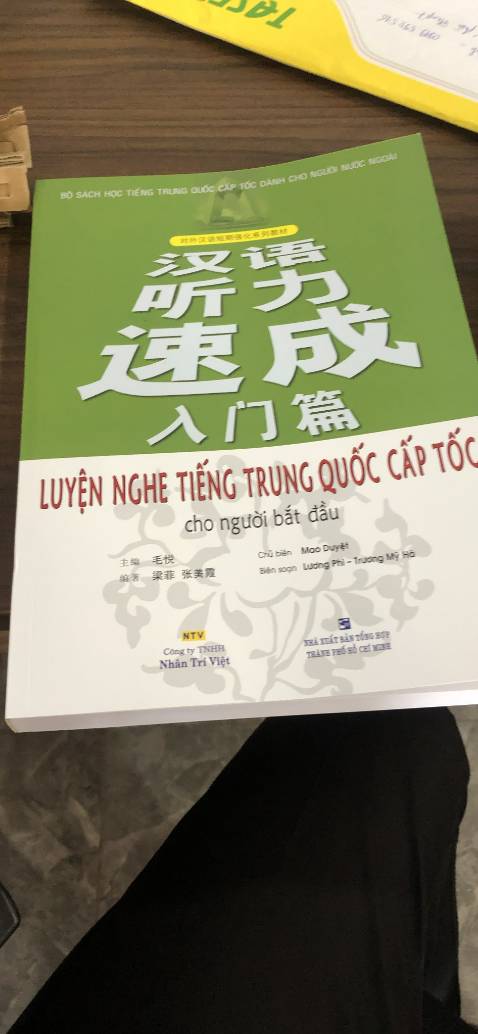 BỘ SÁCH HỌC TIẾNG TRUNG QUỐC CẤP TỐC DÀNH CHO NGƯỜI NƯỚC NGOÀI
对外汉语短期强化系列教材
汉语
听力
速成
入门篇
LUYỆN NGHE TIẾNG TRUNG QUỐC CẤP TỐC
cho người bắt đầu
主编 毛悦
编著 梁菲 张美霞
Chủ biên Mao Duyệt
Biên soạn Lương Phi - Trương Mỹ Hà
NTV
Công ty TNHH
Nhân Trí Việt
NHÀ XUẤT BẢN TỔNG HỢP
THÀNH PHỐ HỒ CHÍ MINH